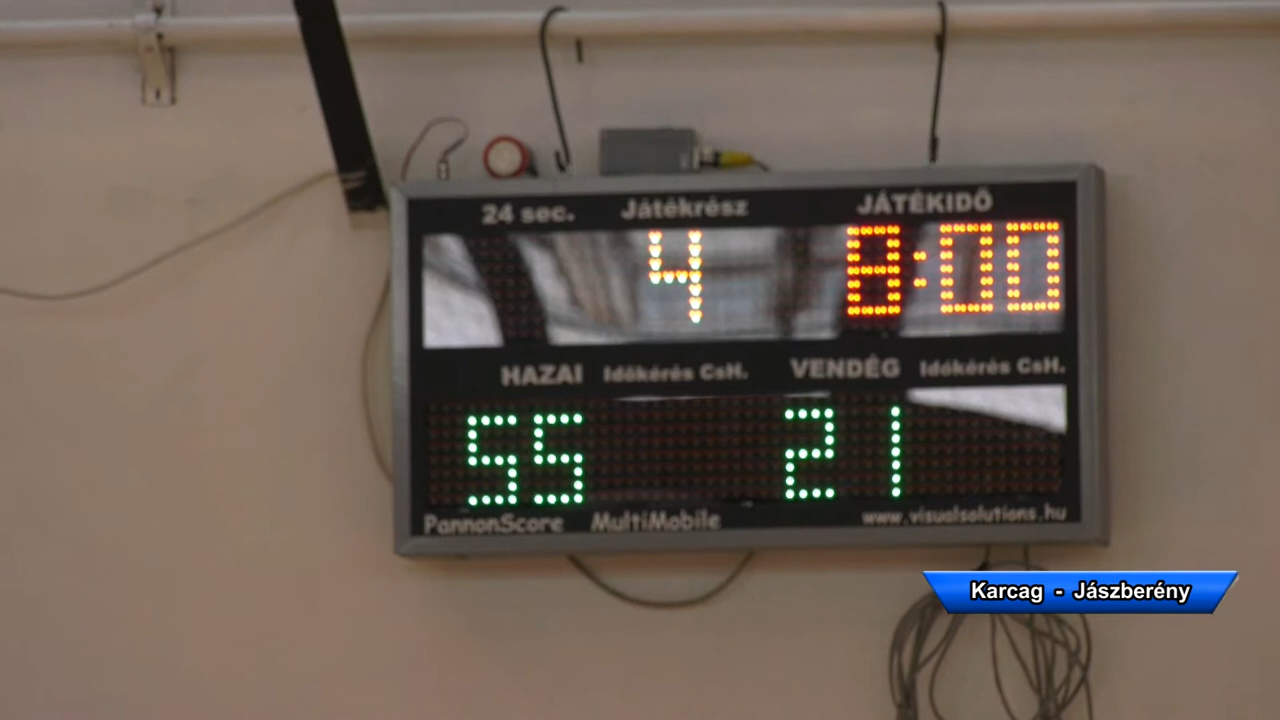 24 sec. Játékrész JÁTÉKIDŐ
4 8:00
HAZAI Időkérés CsH. VENDÉG Időkérés CsH.
55 21
PannonScore MultiMobile www.visualsolutions.hu
Karcag - Jászberény